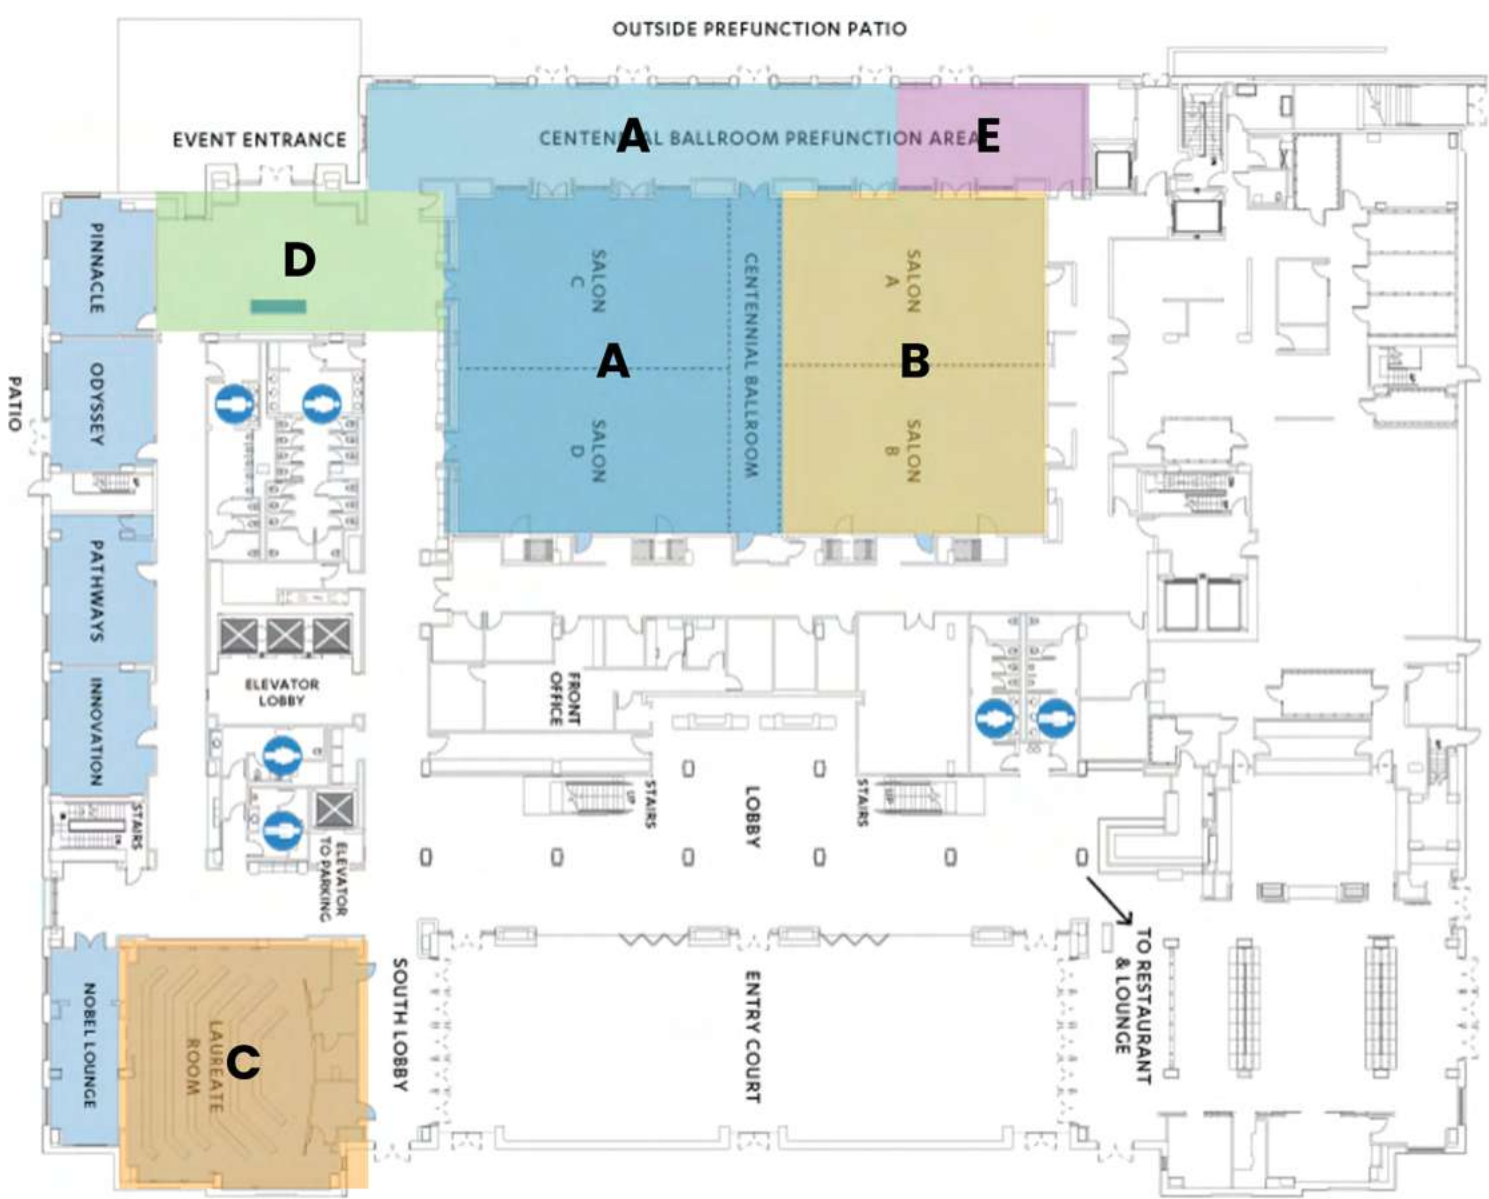 OUTSIDE PREFUNCTION PATIO
EVENT ENTRANCE
CENTENNIAL BALLROOM PREFUNCTION AREA
A
E
PINNACLE
D
SALON
C
CENTENNIAL BALLROOM
SALON
A
PATIO
ODYSSEY
A
B
SALON
D
SALON
B
PATHWAYS
INNOVATION
ELEVATOR
LOBBY
FRONT
OFFICE
STAIRS
UP
STAIRS
LOBBY
STAIRS
UP
ELEVATOR
TO PARKING
NOBEL LOUNGE
LAUREATE
ROOM
C
SOUTH LOBBY
ENTRY COURT
TO RESTAURANT
& LOUNGE